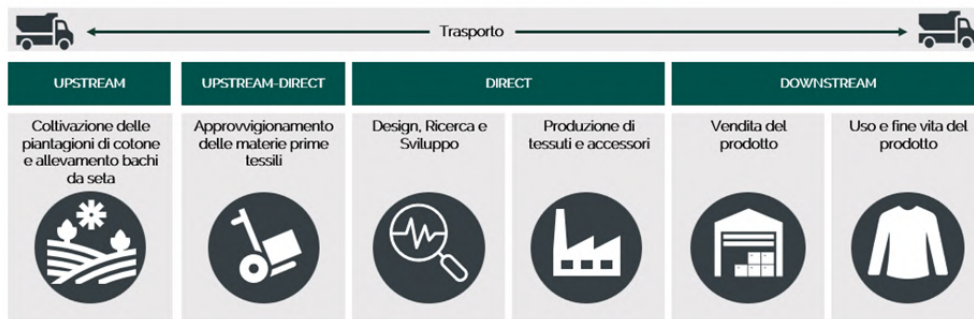 Trasporto
UPSTREAM
UPSTREAM-DIRECT
DIRECT
DOWNSTREAM
Coltivazione delle
piantagioni di cotone
e allevamento bachi
da seta
Approvvigionamento
delle materie prime
tessili
Design, Ricerca e
Sviluppo
Produzione di
tessuti e accessori
Vendita del
prodotto
Uso e fine vita del
prodotto